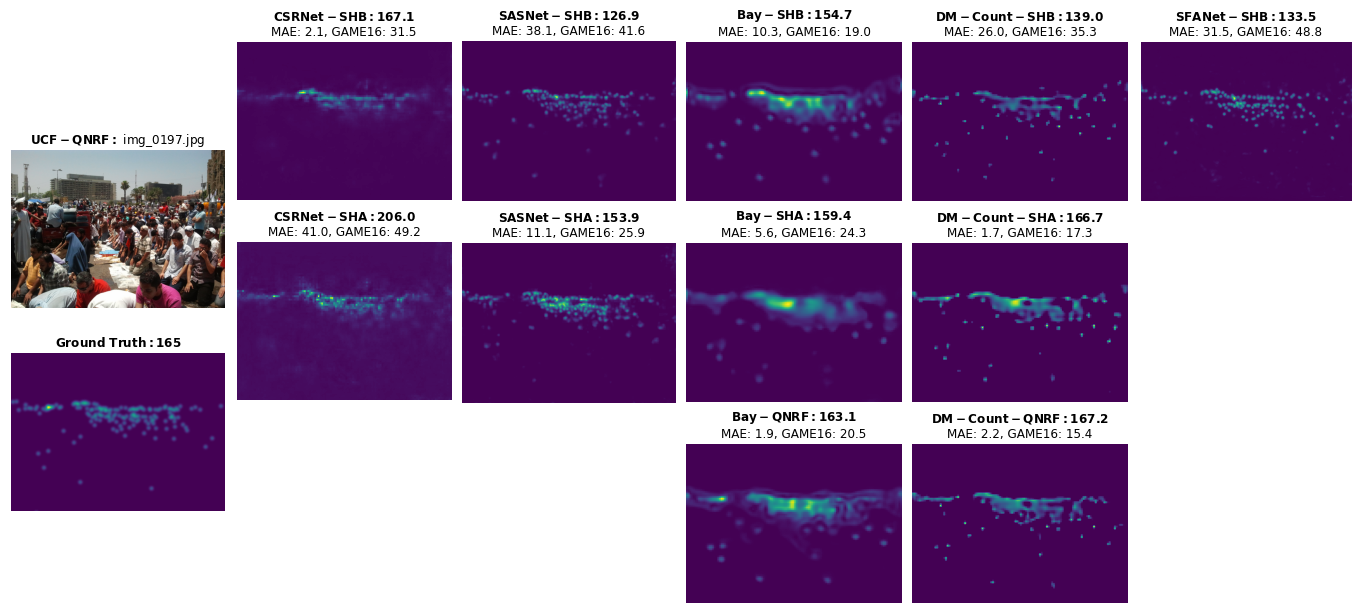 CSRNet−SHB: 167.1
MAE: 2.1, GAME16: 31.5
SASNet−SHB: 126.9
MAE: 38.1, GAME16: 41.6
Bay−SHB: 154.7
MAE: 10.3, GAME16: 19.0
DM−Count−SHB: 139.0
MAE: 26.0, GAME16: 35.3
SFANet−SHB: 133.5
MAE: 31.5, GAME16: 48.8
UCF−QNRF: img_0197.jpg
CSRNet−SHA: 206.0
MAE: 41.0, GAME16: 49.2
SASNet−SHA: 153.9
MAE: 11.1, GAME16: 25.9
Bay−SHA: 159.4
MAE: 5.6, GAME16: 24.3
DM−Count−SHA: 166.7
MAE: 1.7, GAME16: 17.3
Ground Truth: 165
Bay−QNRF: 163.1
MAE: 1.9, GAME16: 20.5
DM−Count−QNRF: 167.2
MAE: 2.2, GAME16: 15.4